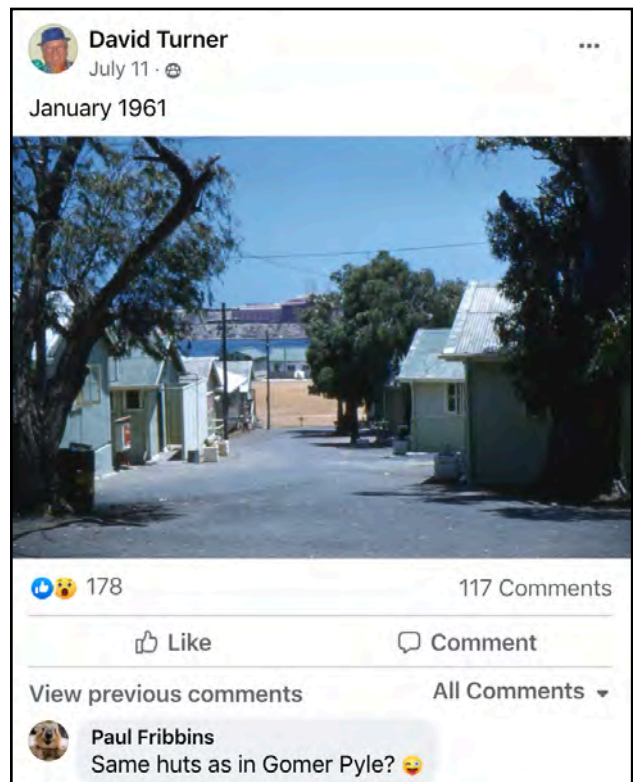 David Turner
July 11
January 1961
178
117 Comments
Like
Comment
View previous comments
All Comments
Paul Fribbins
Same huts as in Gomer Pyle?